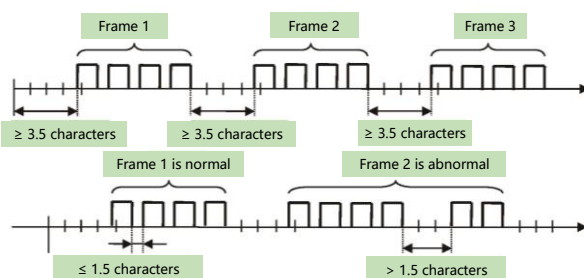 Frame 1
Frame 2
Frame 3
≥ 3.5 characters
≥ 3.5 characters
≥ 3.5 characters
Frame 1 is normal
Frame 2 is abnormal
≤ 1.5 characters
> 1.5 characters